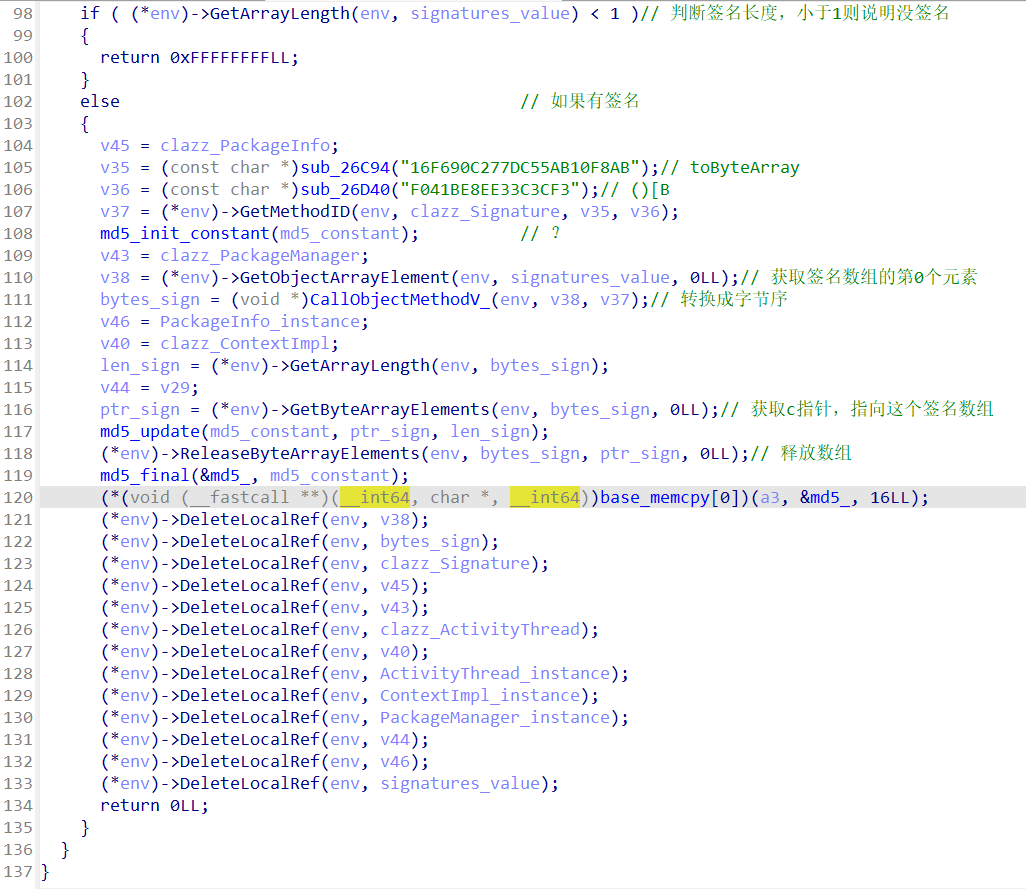 98 if ( (*env)->GetArrayLength(env, signatures_value) < 1 )// 判断签名长度，小于1则说明没签名
99 {
100 return 0xFFFFFFFFLL;
101 }
102 else // 如果有签名
103 {
104 v45 = clazz_PackageInfo;
105 v35 = (const char *)sub_26C94("16F690C277DC55AB10F8AB");// toByteArray
106 v36 = (const char *)sub_26D40("F041BE8EE33C3CF3");// ()[B
107 v37 = (*env)->GetMethodID(env, clazz_Signature, v35, v36);
108 md5_init_constant(md5_constant); // ?
109 v43 = clazz_PackageManager;
110 v38 = (*env)->GetObjectArrayElement(env, signatures_value, 0LL);// 获取签名数组的第0个元素
111 bytes_sign = (void *)CallObjectMethodV_(env, v38, v37);// 转换成字节序
112 v46 = PackageInfo_instance;
113 v40 = clazz_ContextImpl;
114 len_sign = (*env)->GetArrayLength(env, bytes_sign);
115 v44 = v29;
116 ptr_sign = (*env)->GetByteArrayElements(env, bytes_sign, 0LL);// 获取c指针，指向这个签名数组
117 md5_update(md5_constant, ptr_sign, len_sign);
118 (*env)->ReleaseByteArrayElements(env, bytes_sign, ptr_sign, 0LL);// 释放数组
119 md5_final(&md5_, md5_constant);
120 (*(void (__fastcall **)(__int64, char *, __int64))base_memcpy[0])(a3, &md5_, 16LL);
121 (*env)->DeleteLocalRef(env, v38);
122 (*env)->DeleteLocalRef(env, bytes_sign);
123 (*env)->DeleteLocalRef(env, clazz_Signature);
124 (*env)->DeleteLocalRef(env, v45);
125 (*env)->DeleteLocalRef(env, v43);
126 (*env)->DeleteLocalRef(env, clazz_ActivityThread);
127 (*env)->DeleteLocalRef(env, v40);
128 (*env)->DeleteLocalRef(env, ActivityThread_instance);
129 (*env)->DeleteLocalRef(env, ContextImpl_instance);
130 (*env)->DeleteLocalRef(env, PackageManager_instance);
131 (*env)->DeleteLocalRef(env, v44);
132 (*env)->DeleteLocalRef(env, v46);
133 (*env)->DeleteLocalRef(env, signatures_value);
134 return 0LL;
135 }
136 }
137 }